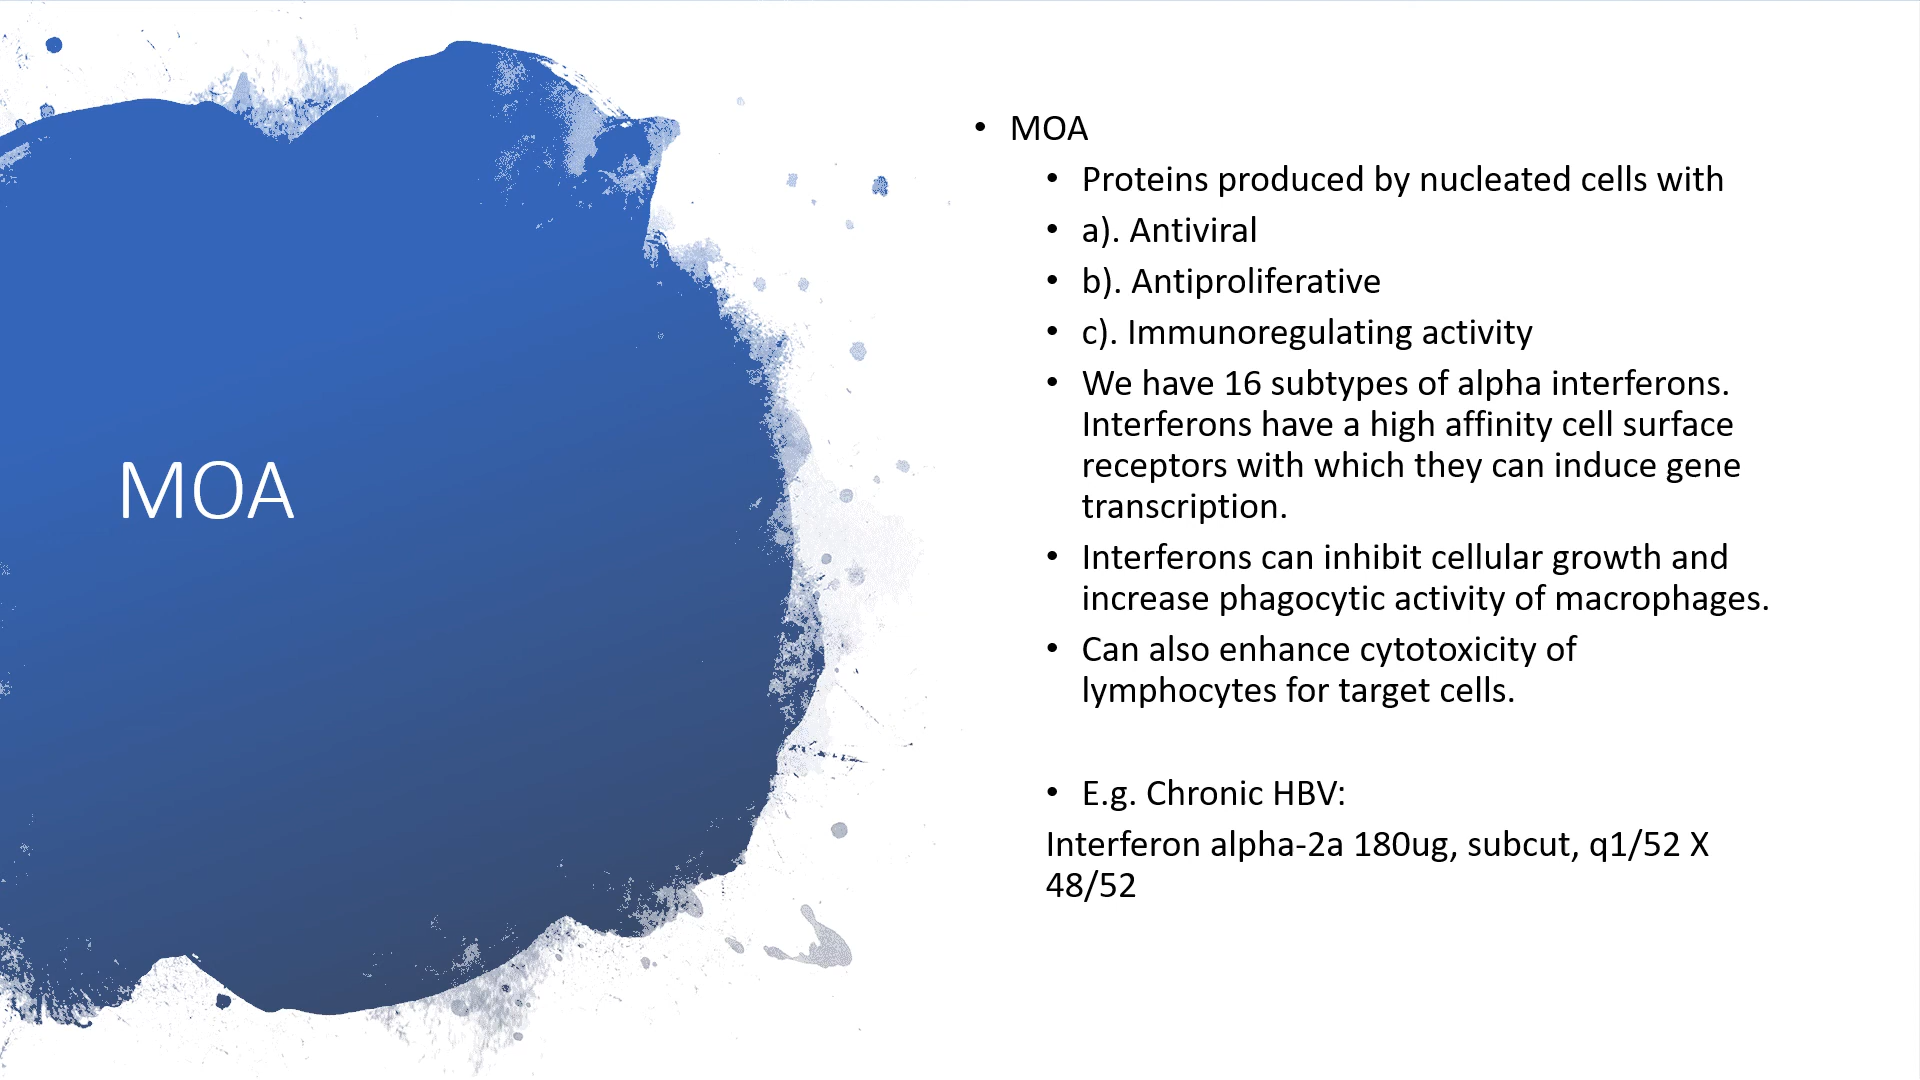 MOA
• MOA
• Proteins produced by nucleated cells with
• a). Antiviral
• b). Antiproliferative
• c). Immunoregulating activity
• We have 16 subtypes of alpha interferons.
Interferons have a high affinity cell surface
receptors with which they can induce gene
transcription.
• Interferons can inhibit cellular growth and
increase phagocytic activity of macrophages.
• Can also enhance cytotoxicity of
lymphocytes for target cells.
• E.g. Chronic HBV:
Interferon alpha-2a 180ug, subcut, q1/52 X
48/52